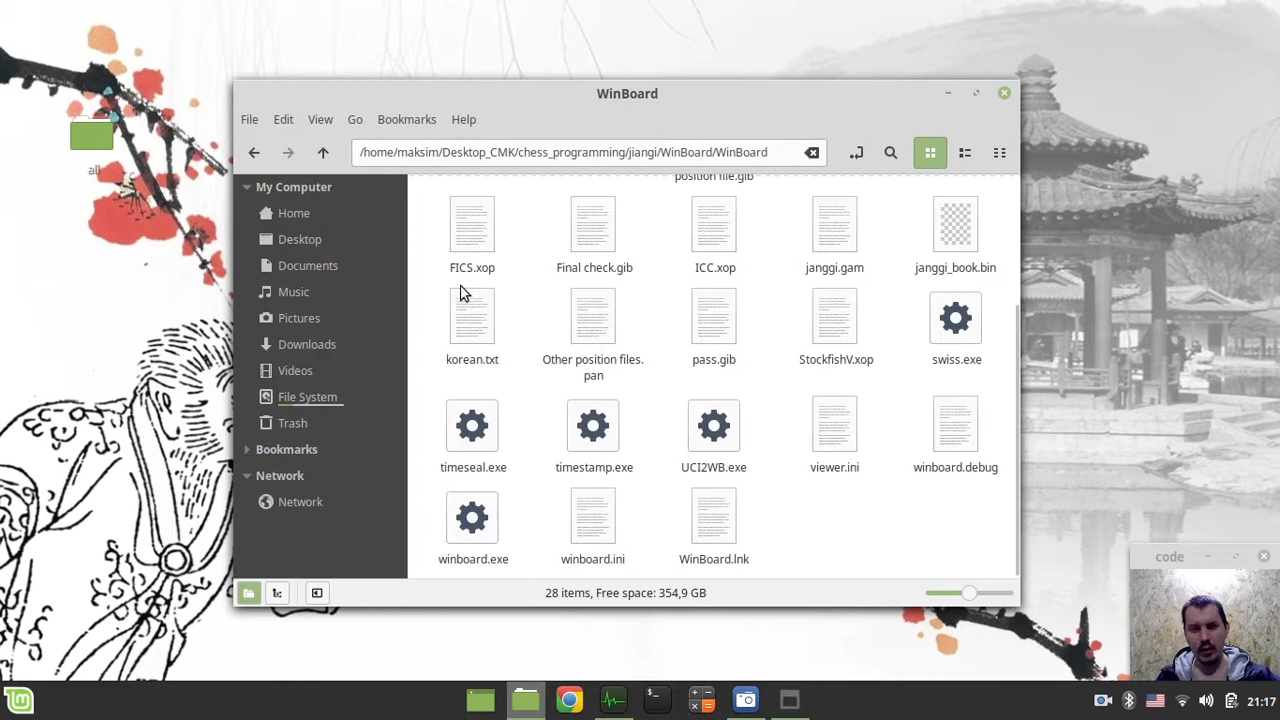 WinBoard
File Edit View Go Bookmarks Help
/home/maksim/Desktop_CMK/chess_programming/jiangi/WinBoard/WinBoard
all
My Computer
Home
Desktop
Documents
Music
Pictures
Downloads
Videos
File System
Trash
Bookmarks
Network
Network
position file.gib
FICS.xop Final check.gib ICC.xop janggi.gam janggi_book.bin
korean.txt Other position files. pass.gib StockfishV.xop swiss.exe
pan
timeseal.exe timestamp.exe UCI2WB.exe viewer.ini winboard.debug
winboard.exe winboard.ini WinBoard.lnk
28 items, Free space: 354,9 GB
code
21:17